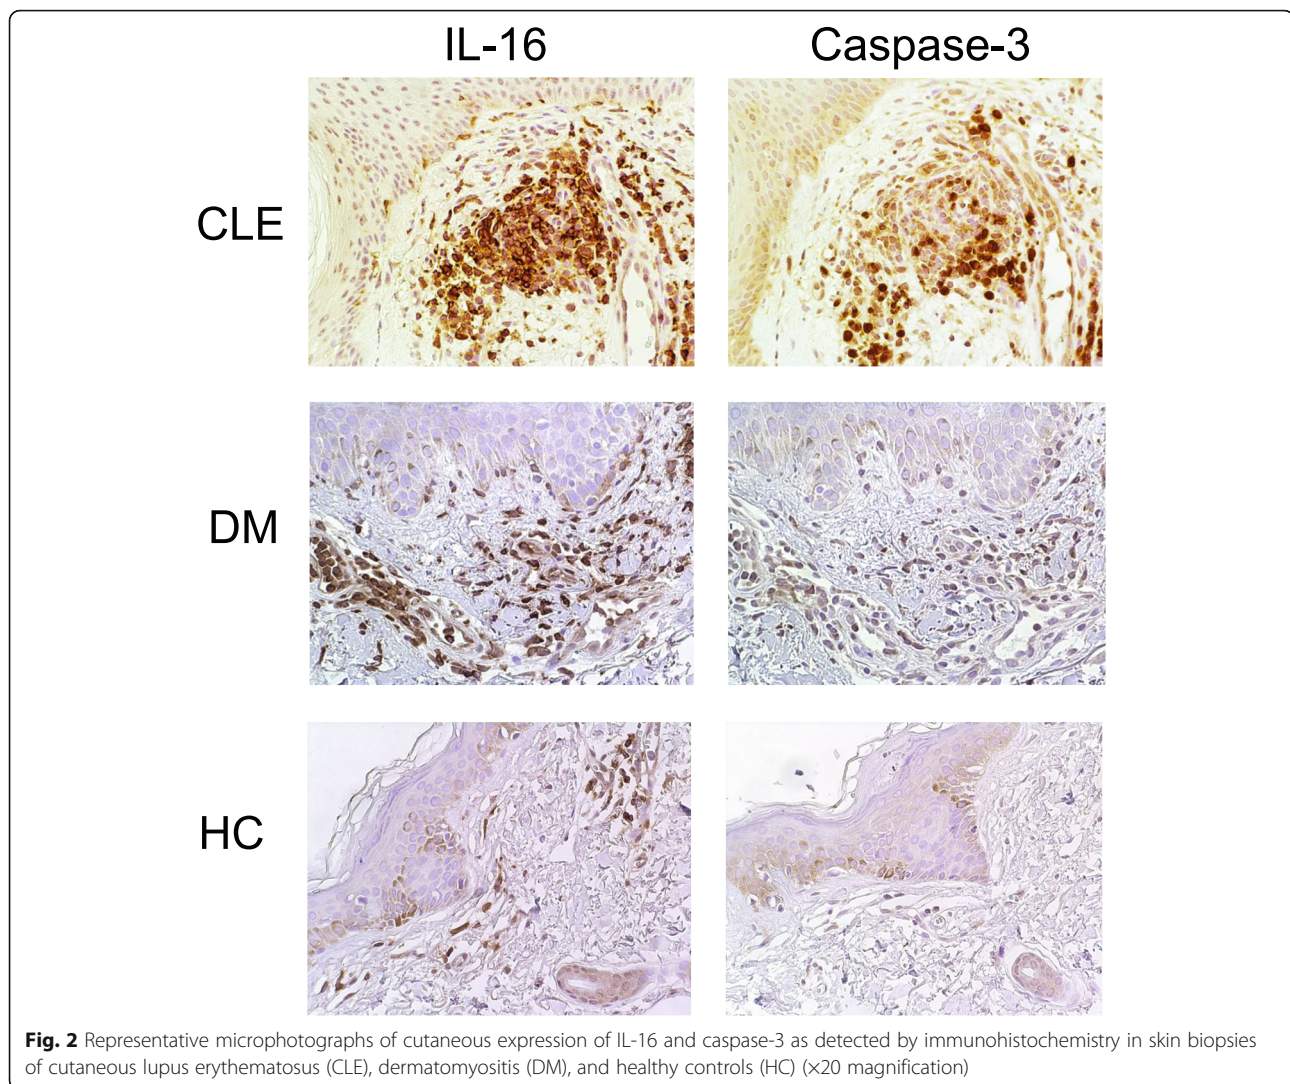 IL-16 Caspase-3
CLE
DM
HC
Fig. 2 Representative microphotographs of cutaneous expression of IL-16 and caspase-3 as detected by immunohistochemistry in skin biopsies
of cutaneous lupus erythematosus (CLE), dermatomyositis (DM), and healthy controls (HC) (×20 magnification)